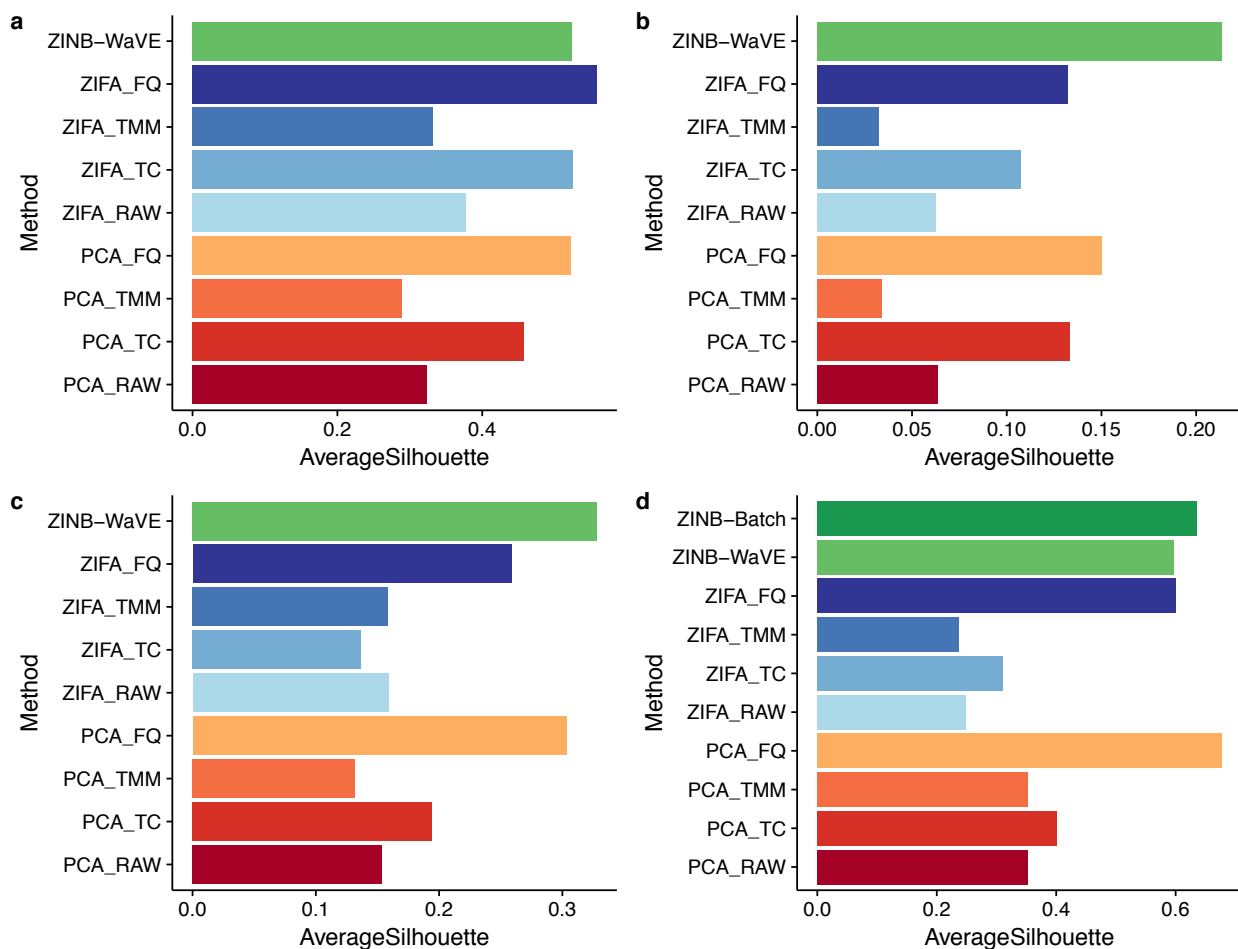 a
ZINB−WaVE
ZIFA_FQ
ZIFA_TMM
ZIFA_TC
ZIFA_RAW
PCA_FQ
PCA_TMM
PCA_TC
PCA_RAW
Method
0.0 0.2 0.4
AverageSilhouette
b
ZINB−WaVE
ZIFA_FQ
ZIFA_TMM
ZIFA_TC
ZIFA_RAW
PCA_FQ
PCA_TMM
PCA_TC
PCA_RAW
Method
0.00 0.05 0.10 0.15 0.20
AverageSilhouette
c
ZINB−WaVE
ZIFA_FQ
ZIFA_TMM
ZIFA_TC
ZIFA_RAW
PCA_FQ
PCA_TMM
PCA_TC
PCA_RAW
Method
0.0 0.1 0.2 0.3
AverageSilhouette
d
ZINB−Batch
ZINB−WaVE
ZIFA_FQ
ZIFA_TMM
ZIFA_TC
ZIFA_RAW
PCA_FQ
PCA_TMM
PCA_TC
PCA_RAW
Method
0.0 0.2 0.4 0.6
AverageSilhouette